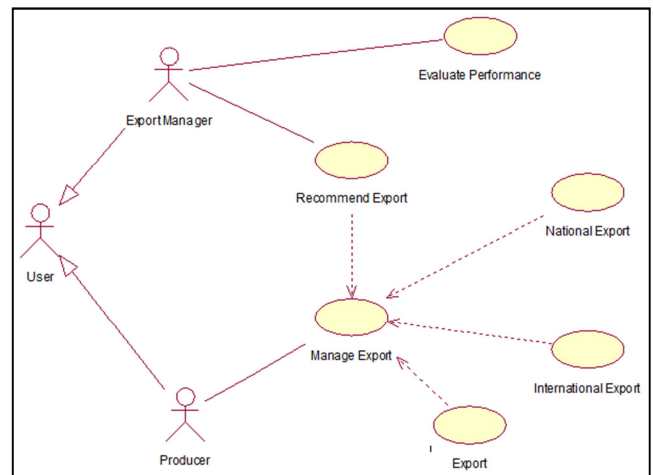 Evaluate Performance
Export Manager
Recommend Export
National Export
User
Manage Export
International Export
Producer
Export